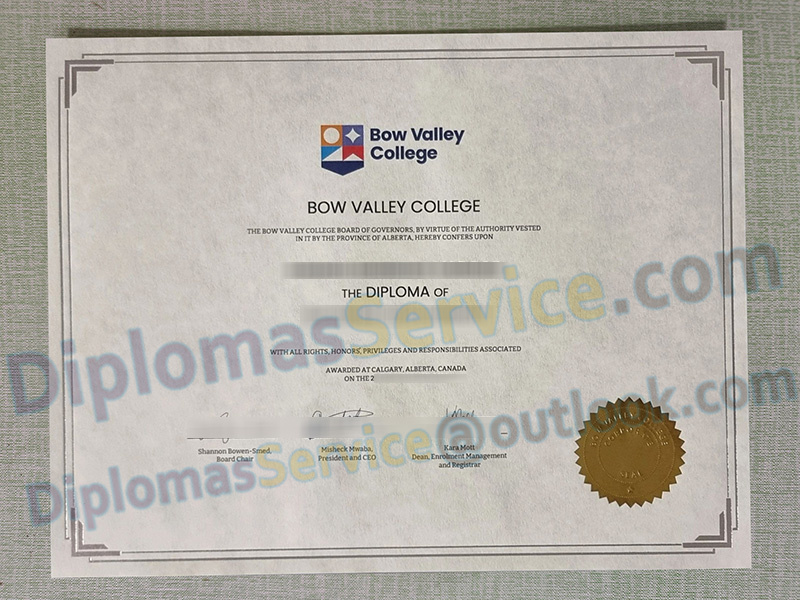 Bow Valley
College
BOW VALLEY COLLEGE
THE BOW VALLEY COLLEGE BOARD OF GOVERNORS, BY VIRTUE OF THE AUTHORITY VESTED
IN IT BY THE PROVINCE OF ALBERTA, HEREBY CONFERS UPON
THE DIPLOMA OF
DiplomasService.com
WITH ALL RIGHTS, HONORS, PRIVILEGES AND RESPONSIBILITIES ASSOCIATED
AWARDED AT CALGARY, ALBERTA, CANADA
ON THE 2
Shannon Bowen-Smed,
Board Chair
Misheck Mwaba,
President and CEO
Kara Mott
Dean, Enrolment Management
and Registrar
DiplomasService@outlook.com
SEAL